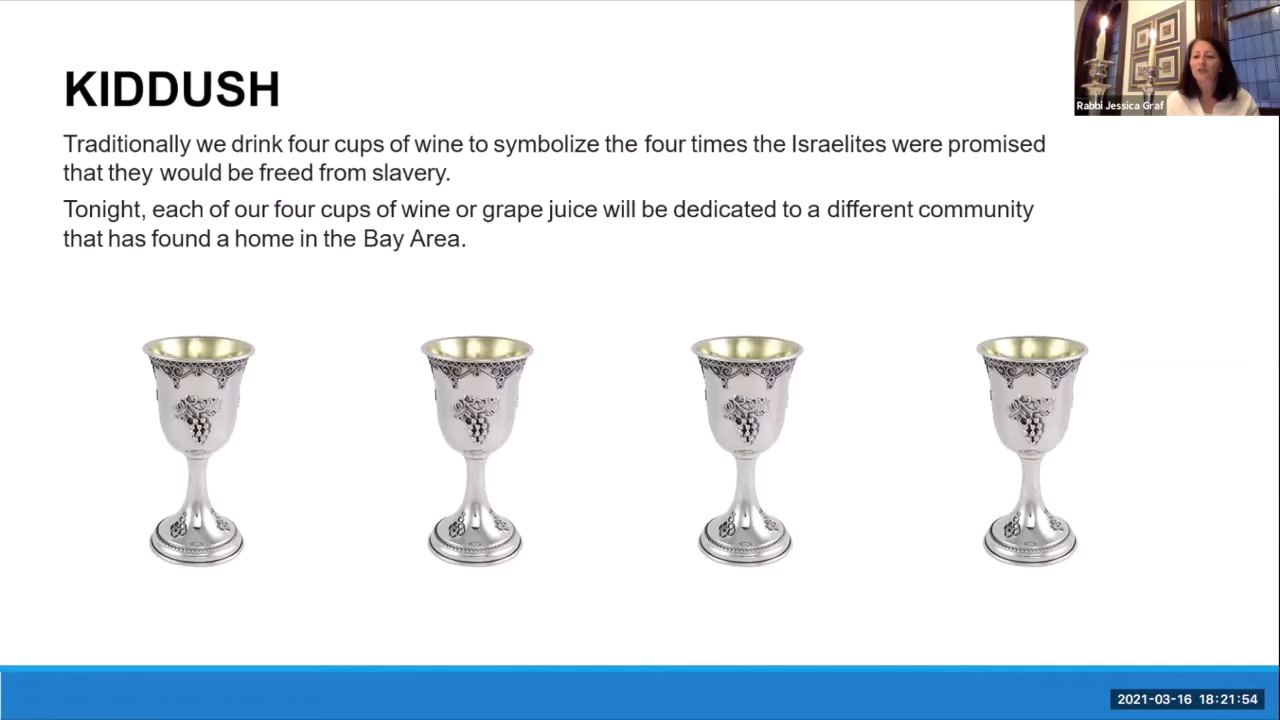 KIDDUSH
Rabbi Jessica Graf
Traditionally we drink four cups of wine to symbolize the four times the Israelites were promised
that they would be freed from slavery.
Tonight, each of our four cups of wine or grape juice will be dedicated to a different community
that has found a home in the Bay Area.
2021-03-16 18:21:54